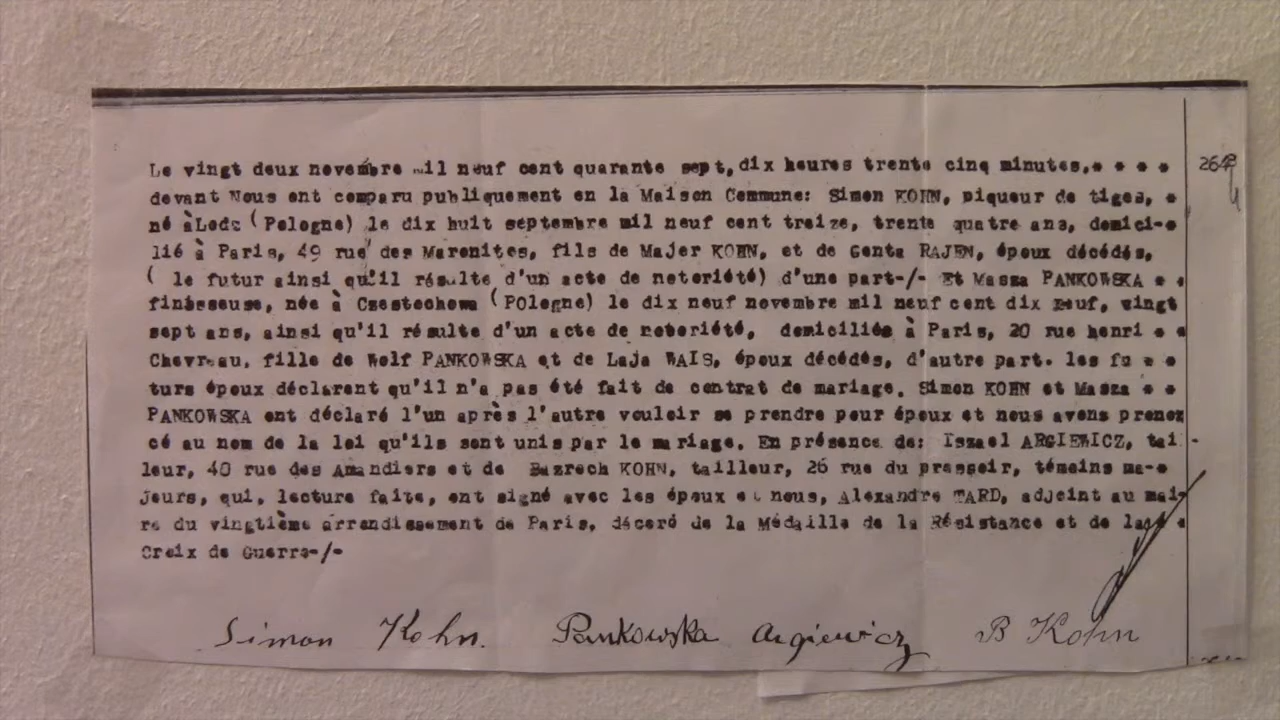 Le vingt deux novembre mil neuf cent quarante sept, dix heures trente cinq minutes.* * * *
devant Nous ont comparu publiquement en la Maison Commune: Simon KOHN, piqueur de tiges, *
né àLodz (Pologne) le dix huit septembre mil neuf cent treize, trente quatre ans, domici-*
lié à Paris, 49 rue des Maronites, fils de Majer KOHN, et de Genta RAJEN, époux décédés,
( le futur ainsi qu'il résulte d'un acte de notoriété) d'une part-/- Et Masza PANKOWSKA * *
finisseuse, née à Czestochowa (Pologne) le dix neuf novembre mil neuf cent dix neuf, vingt
sept ans, ainsi qu'il résulte d'un acte de notoriété, domiciliée à Paris, 20 rue henri * *
Chevreau, fille de Wolf PANKOWSKA et de Laja WAIS, époux décédés, d'autre part. les fu * *
turs époux déclarent qu'il n'a pas été fait de contrat de mariage. Simon KOHN et Masza * *
PANKOWSKA ont déclaré l'un après l'autre vouloir se prendre pour époux et nous avons pronon
cé au nom de la loi qu'ils sont unis par le mariage. En présence de: Iszael ARGIEWICZ, tai -
leur, 40 rue des Amandiers et de Bazrech KOHN, tailleur, 26 rue du pressoir, témoins ma-*
jeurs, qui, lecture faite, ont signé avec les époux et nous, Alexandre TARD, adjoint au mai-
re du vingtième arrondissement de Paris, décoré de la Médaille de la Résistance et de la
Croix de Guerre-/-
Simon Kohn. Pankowska Argiewicz B Kohn